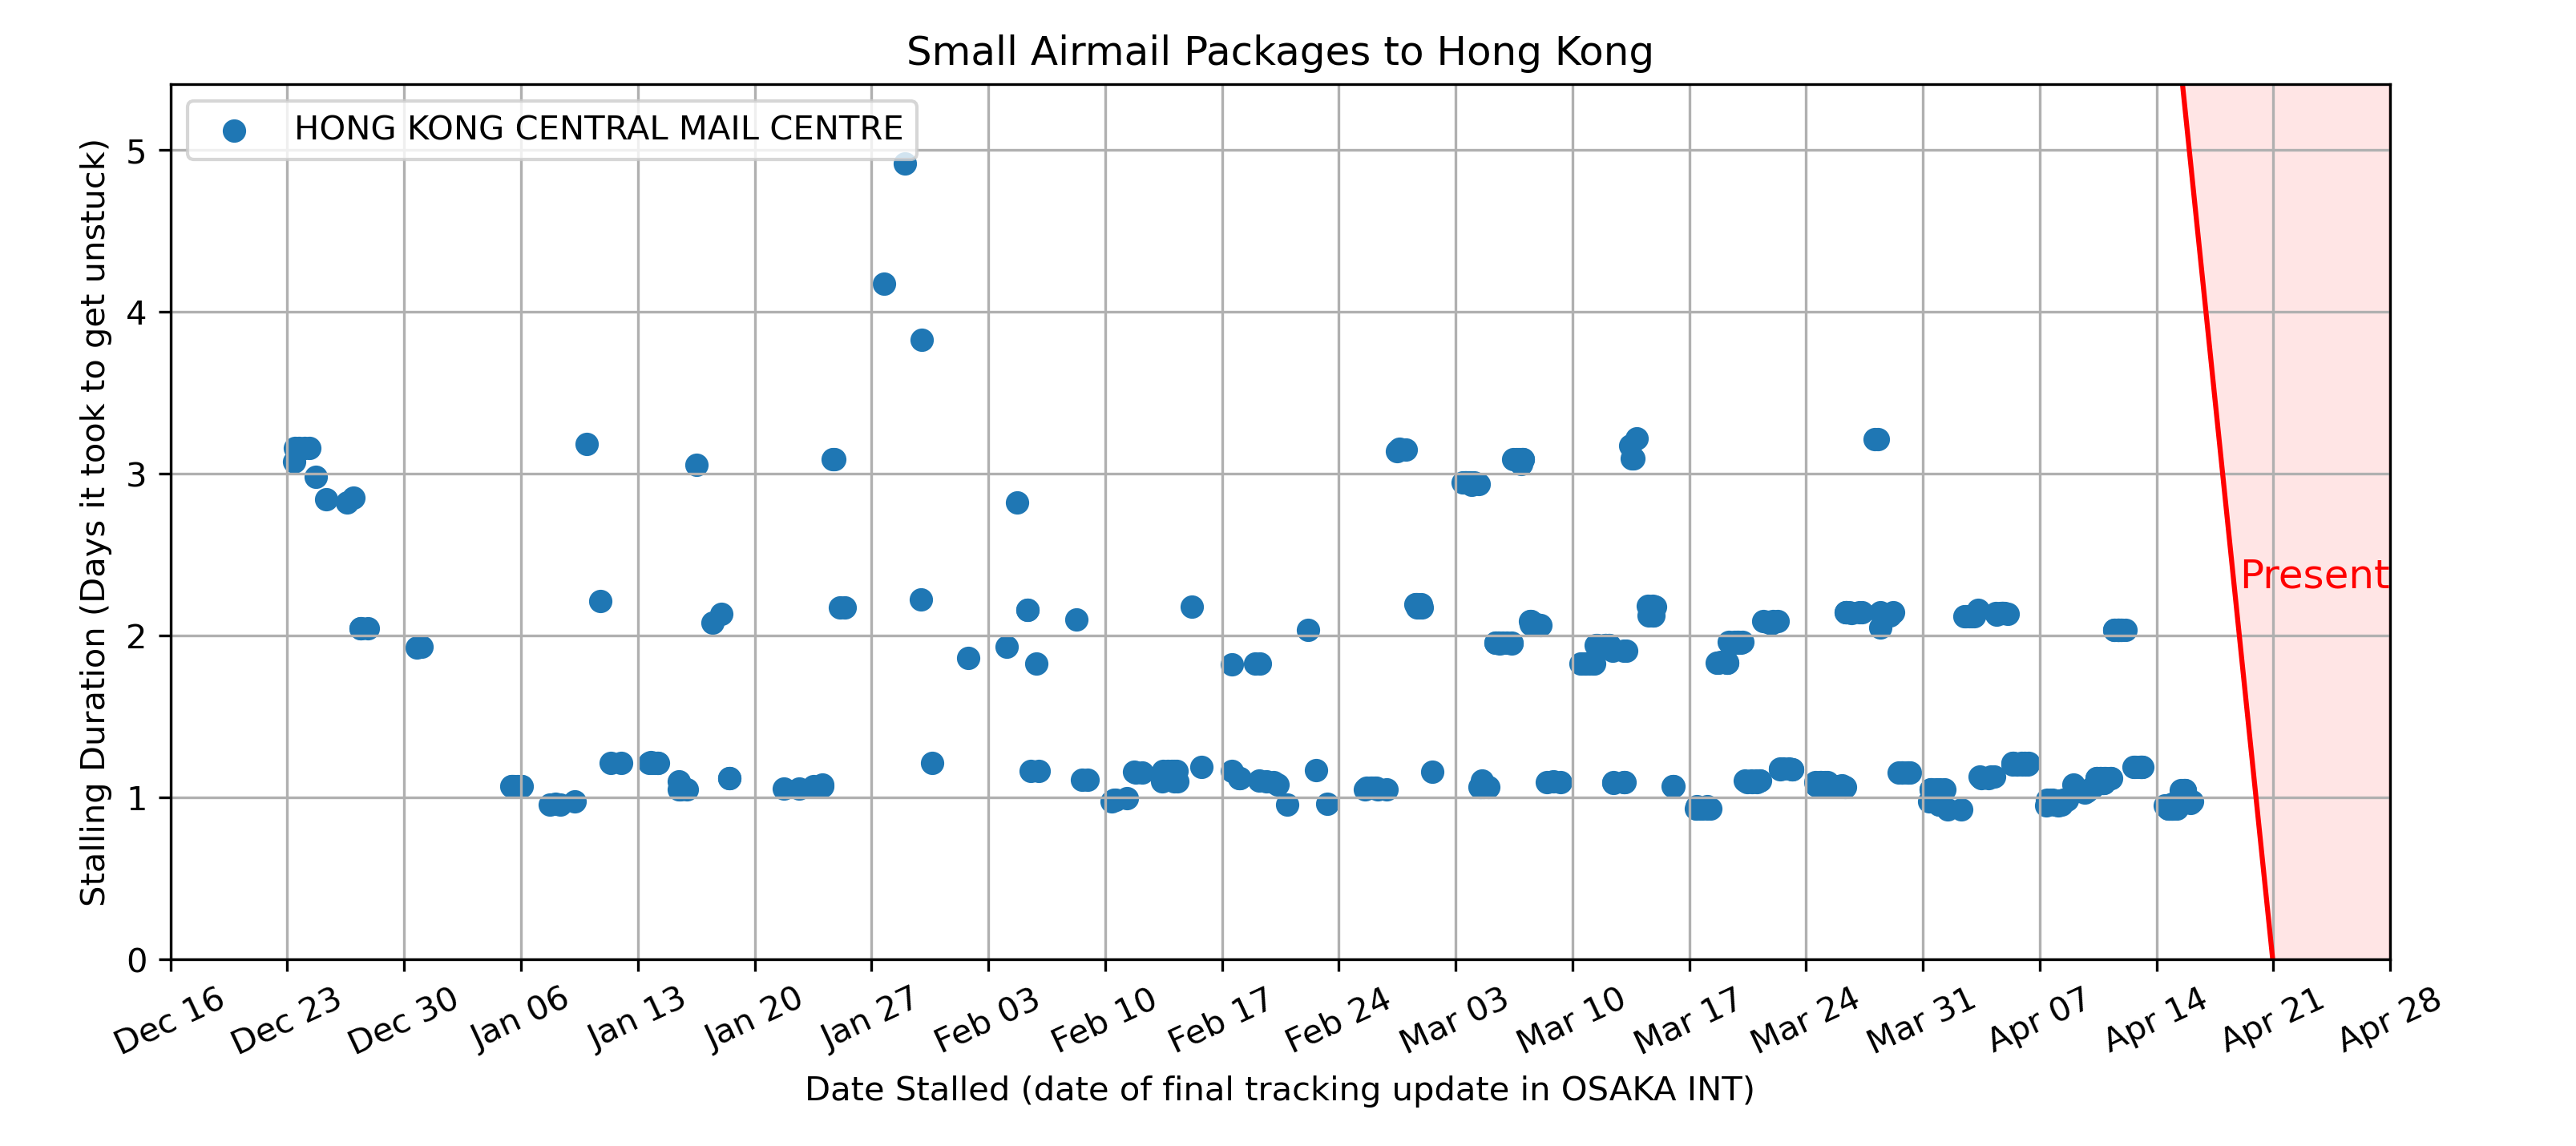 Small Airmail Packages to Hong Kong
HONG KONG CENTRAL MAIL CENTRE
Stalling Duration (Days it took to get unstuck)
5
4
3
2
1
0
Present
Dec 16
Dec 23
Dec 30
Jan 06
Jan 13
Jan 20
Jan 27
Feb 03
Feb 10
Feb 17
Feb 24
Mar 03
Mar 10
Mar 17
Mar 24
Mar 31
Apr 07
Apr 14
Apr 21
Apr 28
Date Stalled (date of final tracking update in OSAKA INT)